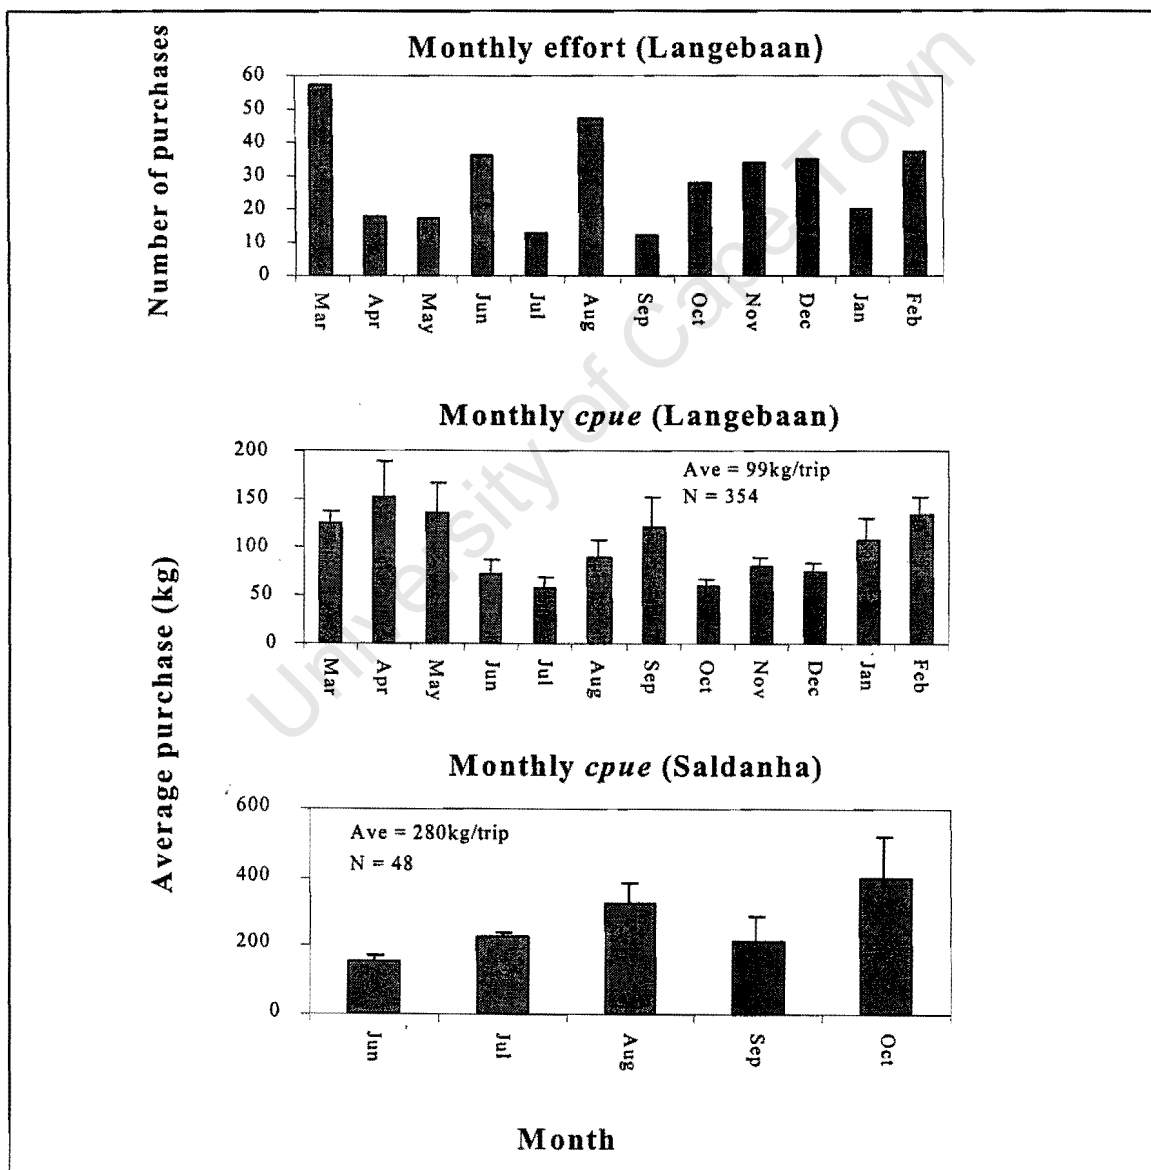 Monthly effort (Langebaan)
Number of purchases
60
50
40
30
20
10
0
Mar Apr May Jun Jul Aug Sep Oct Nov Dec Jan Feb
Monthly cpue (Langebaan)
Average purchase (kg)
200
150
100
50
0
Ave = 99kg/trip
N = 354
Mar Apr May Jun Jul Aug Sep Oct Nov Dec Jan Feb
Monthly cpue (Saldanha)
600
400
200
0
Ave = 280kg/trip
N = 48
Jun Jul Aug Sep Oct
Month
University of Cape Town